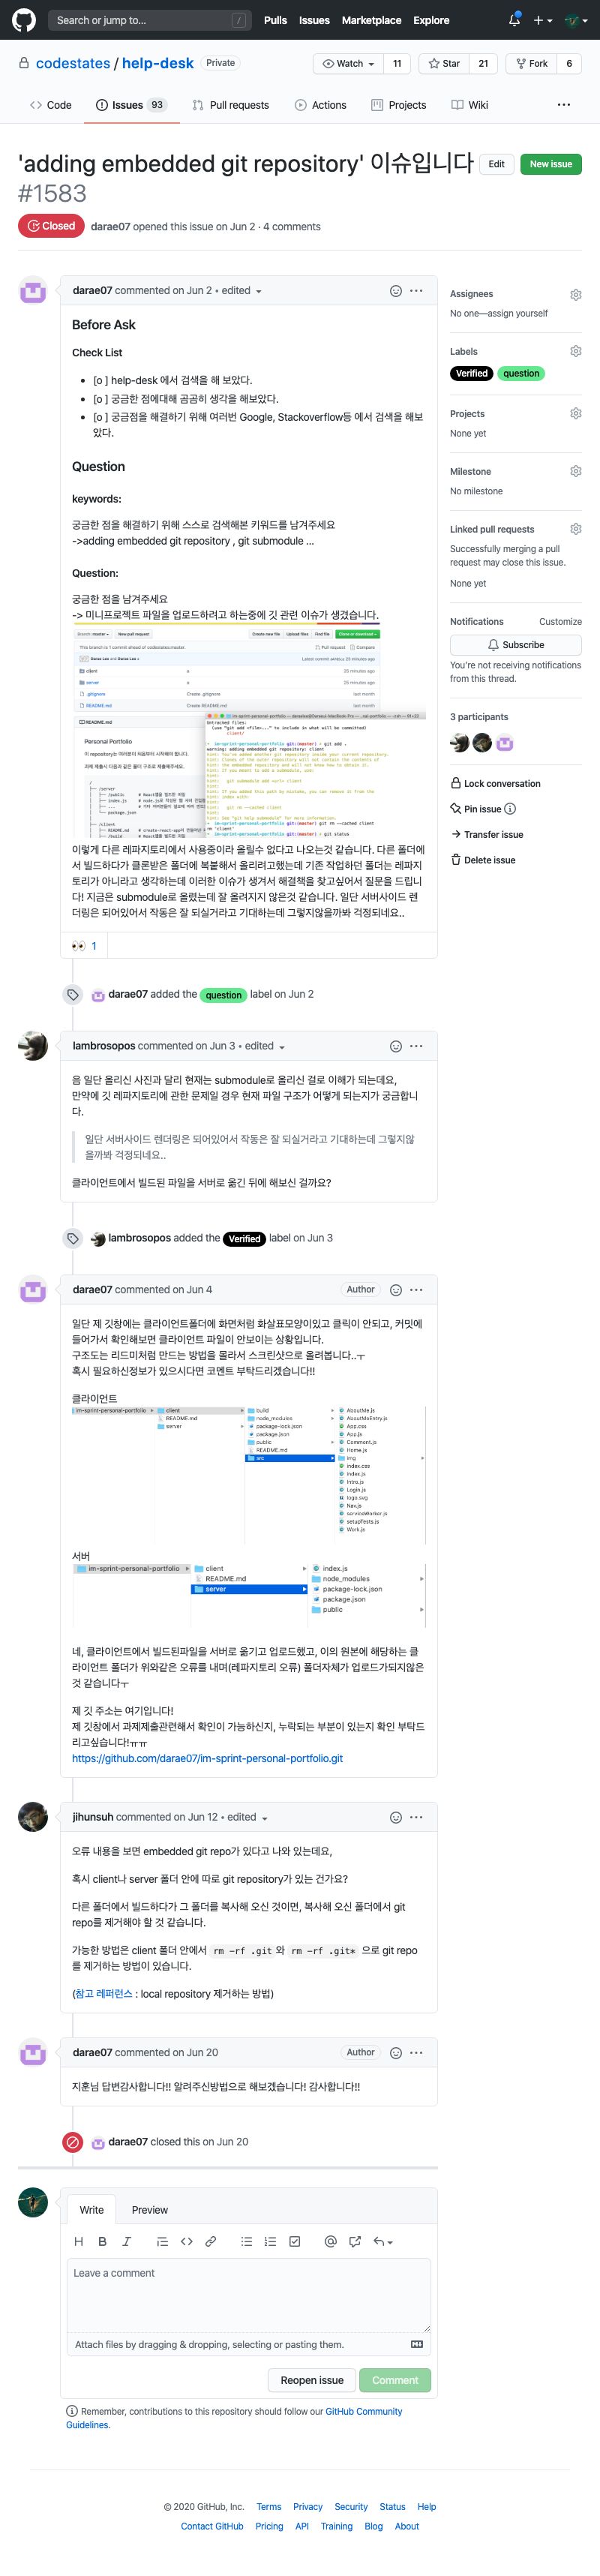 Search or jump to...
/
Pulls Issues Marketplace Explore
codestates / help-desk Private
Watch 11
Star 21
Fork 6
Code
Issues 93
Pull requests
Actions
Projects
Wiki
'adding embedded git repository' 이슈입니다
#1583
Edit
New issue
Closed
darae07 opened this issue on Jun 2 · 4 comments
darae07 commented on Jun 2 • edited
Before Ask
Check List
[o ] help-desk 에서 검색을 해 보았다.
[o ] 궁금한 점에대해 곰곰히 생각을 해보았다.
[o ] 궁금점을 해결하기 위해 여러번 Google, Stackoverflow등 에서 검색을 해보
았다.
Question
keywords:
궁금한 점을 해결하기 위해 스스로 검색해본 키워드를 남겨주세요
->adding embedded git repository , git submodule ...
Question:
궁금한 점을 남겨주세요
-> 미니프로젝트 파일을 업로드하려고 하는중에 깃 관련 이슈가 생겼습니다.
Branch: master
New pull request
Create new file
Upload files
Find file
Clone or download
This branch is 1 commit ahead of codestates:master.
Pull request
Compare
client
server
.gitignore
Create .gitignore
last month
README.md
Create README.md
last month
README.md
Personal Portfolio
이렇게 다른 레파지토리에서 사용중이라 올릴수 없다고 나오는것 같습니다. 다른 폴더에
서 빌드하다가 클론받은 폴더에 복붙해서 올리려고했는데 기존 작업하던 폴더는 레파지
토리가 아니라고 생각하는데 이러한 이슈가 생겨서 해결책을 찾고싶어서 질문을 드립니
다! 지금은 submodule로 올렸는데 잘 올려지지 않은것 같습니다. 일단 서버사이드 렌
더링은 되어있어서 작동은 잘 되실거라고 기대하는데 그렇지않을까봐 걱정되네요..
1
darae07 added the question label on Jun 2
lambrosopos commented on Jun 3 • edited
음 일단 올리신 사진과 달리 현재는 submodule로 올리신 걸로 이해가 되는데요,
만약에 깃 레파지토리에 관한 문제일 경우 현재 파일 구조가 어떻게 되는지가 궁금합니
다.
일단 서버사이드 렌더링은 되어있어서 작동은 잘 되실거라고 기대하는데 그렇지않
을까봐 걱정되네요..
클라이언트에서 빌드된 파일을 서버로 옮긴 뒤에 해보신 걸까요?
lambrosopos added the Verified label on Jun 3
darae07 commented on Jun 4
Author
일단 제 깃창에는 클라이언트폴더에 화면처럼 화살표모양이있고 클릭이 안되고, 커밋에
들어가서 확인해보면 클라이언트 파일이 안보이는 상황입니다.
구조도는 리드미처럼 만드는 방법을 몰라서 스크린샷으로 올려봅니다..ㅜ
혹시 필요하신정보가 있으시다면 코멘트 부탁드리겠습니다!!
클라이언트
im-sprint-personal-portfolio
client
README.md
server
build
node_modules
package-lock.json
package.json
public
README.md
src
AboutMe.js
AboutMeEntry.js
App.css
App.js
Comment.js
Home.js
img
index.css
index.js
Intro.js
Login.js
logo.svg
Nav.js
serviceWorker.js
setupTests.js
Work.js
서버
im-sprint-personal-portfolio
client
README.md
server
index.js
node_modules
package-lock.json
package.json
public
네, 클라이언트에서 빌드된파일을 서버로 옮기고 업로드했고, 이의 원본에 해당하는 클
라이언트 폴더가 위와같은 오류를 내며(레파지토리 오류) 폴더자체가 업로드가되지않은
것 같습니다ㅜ
제 깃 주소는 여기입니다!
제 깃창에서 과제제출관련해서 확인이 가능하신지, 누락되는 부분이 있는지 확인 부탁드
리고싶습니다!ㅠㅠ
https://github.com/darae07/im-sprint-personal-portfolio.git
jihunsuh commented on Jun 12 • edited
오류 내용을 보면 embedded git repo가 있다고 나와 있는데요,
혹시 client나 server 폴더 안에 따로 git repository가 있는 건가요?
다른 폴더에서 빌드하다가 그 폴더를 복사해 오신 것이면, 복사해 오신 폴더에서 git
repo를 제거해야 할 것 같습니다.
가능한 방법은 client 폴더 안에서 rm -rf .git 와 rm -rf .git* 으로 git repo
를 제거하는 방법이 있습니다.
(참고 레퍼런스 : local repository 제거하는 방법)
darae07 commented on Jun 20
Author
지훈님 답변감사합니다!! 알려주신방법으로 해보겠습니다! 감사합니다!!
darae07 closed this on Jun 20
Write
Preview
Leave a comment
Attach files by dragging & dropping, selecting or pasting them.
Reopen issue
Comment
Remember, contributions to this repository should follow our GitHub Community
Guidelines.
Assignees
No one—assign yourself
Labels
Verified question
Projects
None yet
Milestone
No milestone
Linked pull requests
Successfully merging a pull
request may close this issue.
None yet
Notifications
Customize
Subscribe
You're not receiving notifications
from this thread.
3 participants
Lock conversation
Pin issue
Transfer issue
Delete issue
© 2020 GitHub, Inc. Terms Privacy Security Status Help
Contact GitHub Pricing API Training Blog About